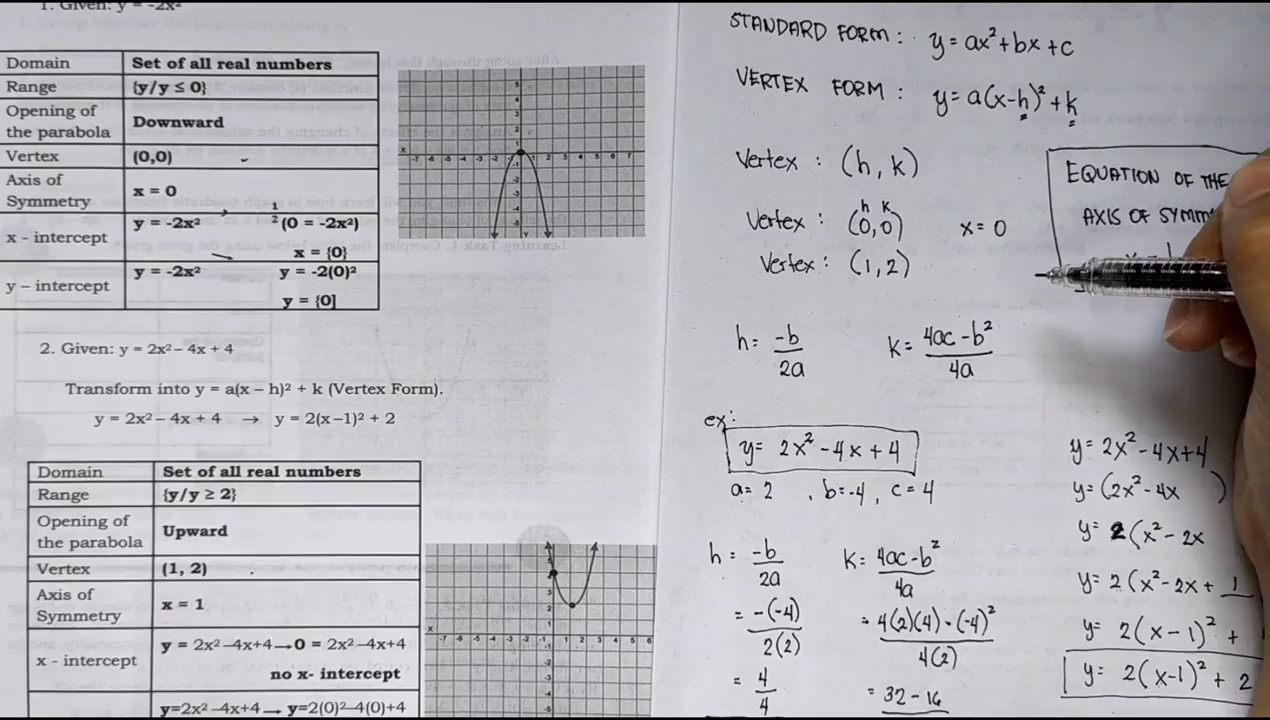 1. Given: y = -2x²
Domain Set of all real numbers
Range {y/y ≤ 0}
Opening of the parabola Downward
Vertex (0,0)
Axis of Symmetry x = 0
x - intercept y = -2x² (0 = -2x²)
x = {0}
y – intercept y = -2x² y = -2(0)²
y = {0]
2. Given: y = 2x² – 4x + 4
Transform into y = a(x – h)² + k (Vertex Form).
y = 2x² – 4x + 4 → y = 2(x –1)² + 2
Domain Set of all real numbers
Range {y/y ≥ 2}
Opening of the parabola Upward
Vertex (1, 2)
Axis of Symmetry x = 1
x - intercept y = 2x² –4x+4→0 = 2x² –4x+4
no x- intercept
y=2x² –4x+4 → y=2(0)² –4(0)+4
STANDARD FORM : y = ax² + bx + c
VERTEX FORM : y = a(x-h)² + k
Vertex : (h, k)
h k
Vertex : (0,0) x = 0
Vertex : (1, 2)
EQUATION OF THE
AXIS OF SYMM
h = -b/2a k = 4ac - b²/4a
ex:
y = 2x² - 4x + 4
a = 2 , b = -4 , c = 4
h = -b/2a k = 4ac - b²/4a
= -(-4)/2(2) = 4(2)(4) - (-4)²/4(2)
= 4/4 = 32 - 16
y = 2x² - 4x + 4
y = (2x² - 4x )
y = 2 (x² - 2x
y = 2 (x² - 2x + 1
y = 2(x - 1)² +
y = 2(x-1)² + 2